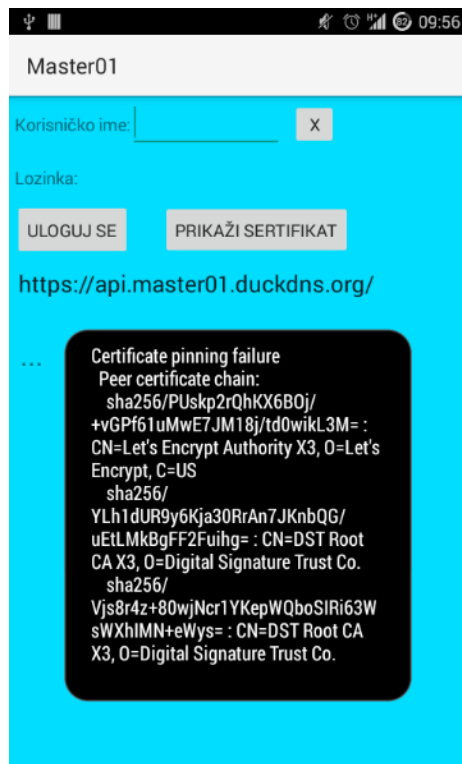 H 82 09:56
Master01
Korisničko ime: X
Lozinka:
ULOGUJ SE PRIKAŽI SERTIFIKAT
https://api.master01.duckdns.org/
...
Certificate pinning failure
Peer certificate chain:
sha256/PUskp2rQhKX6BOj/
+vGPf61uMwE7JM18j/td0wikL3M= :
CN=Let's Encrypt Authority X3, O=Let's
Encrypt, C=US
sha256/
YLh1dUR9y6Kja30RrAn7JKnbQG/
uEtLMkBgFF2Fuihg= : CN=DST Root
CA X3, O=Digital Signature Trust Co.
sha256/
Vjs8r4z+80wjNcr1YKepWQboSIRi63W
sWXhIMN+eWys= : CN=DST Root CA
X3, O=Digital Signature Trust Co.